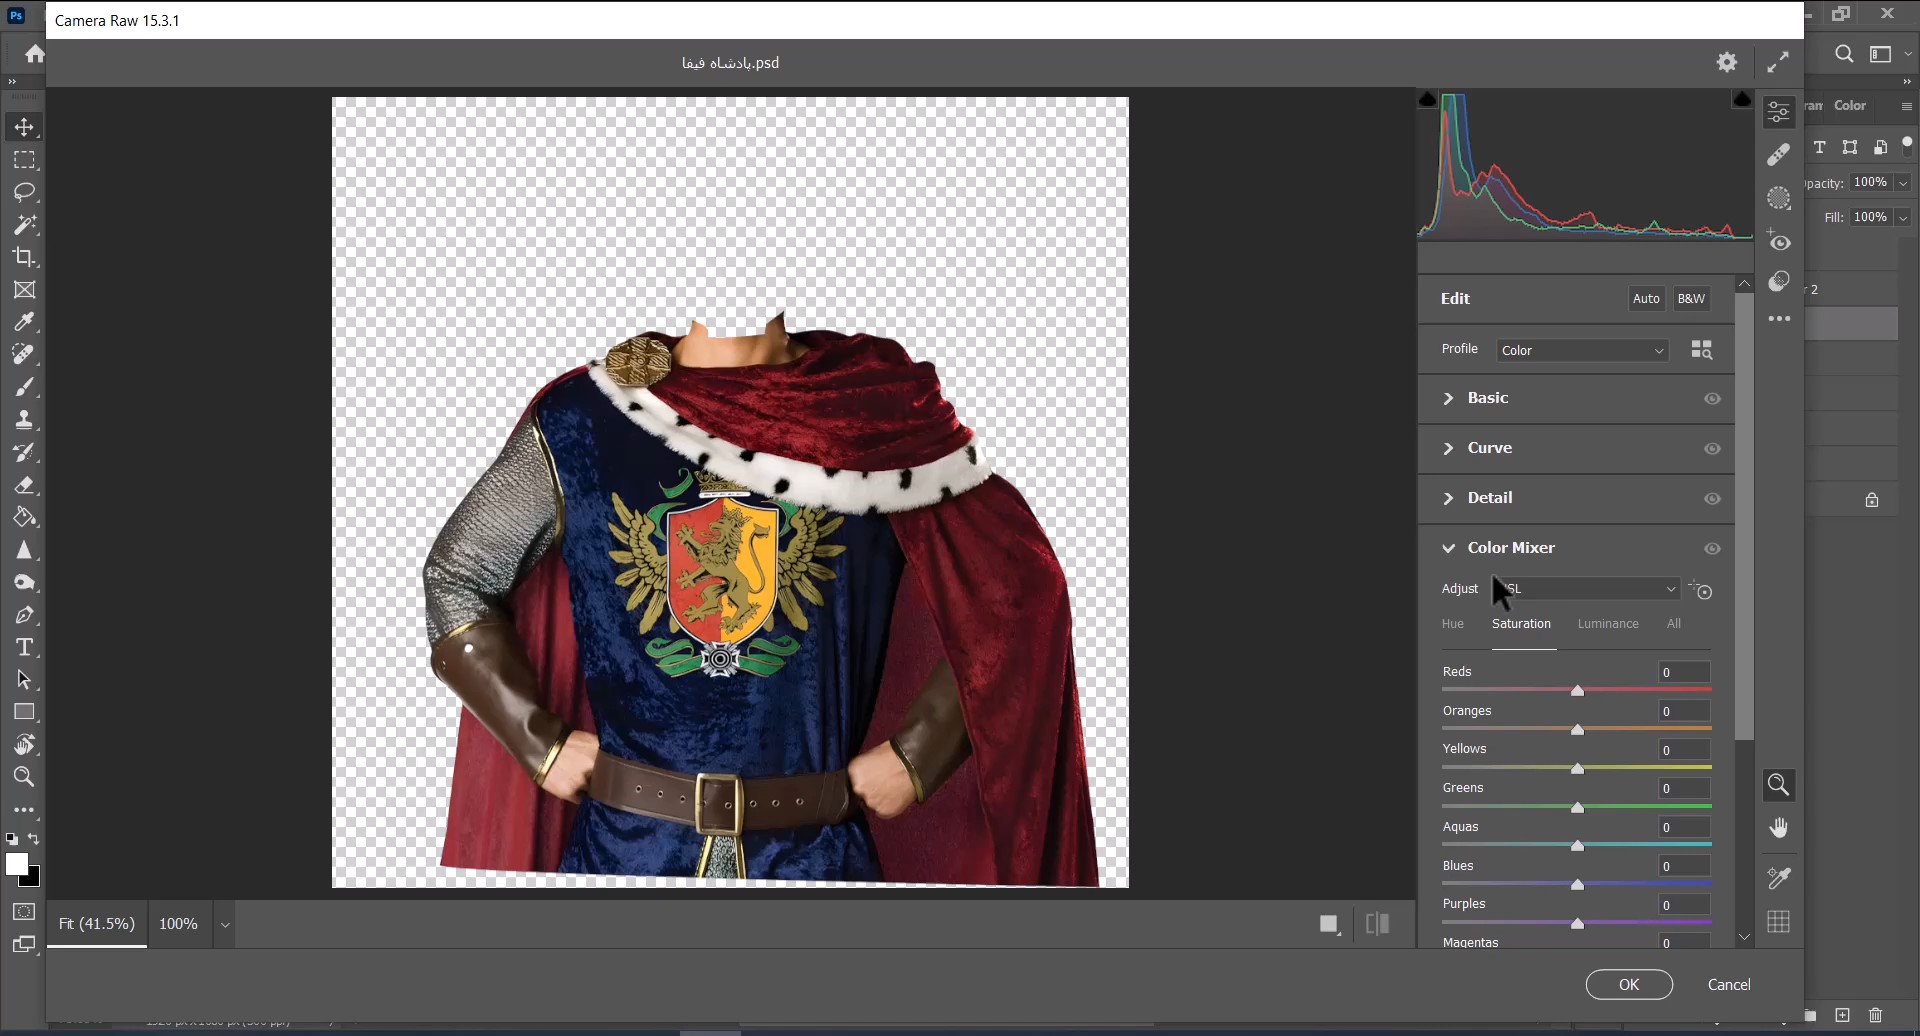 Ps
Camera Raw 15.3.1
پادشاه فیفا.psd
Color
Opacity: 100%
Fill: 100%
Edit
Auto
B&W
Profile
Color
Basic
Curve
Detail
Color Mixer
Adjust
Hue
Saturation
Luminance
All
Reds
0
Oranges
0
Yellows
0
Greens
0
Aquas
0
Blues
0
Purples
0
Magentas
0
Fit (41.5%)
100%
OK
Cancel